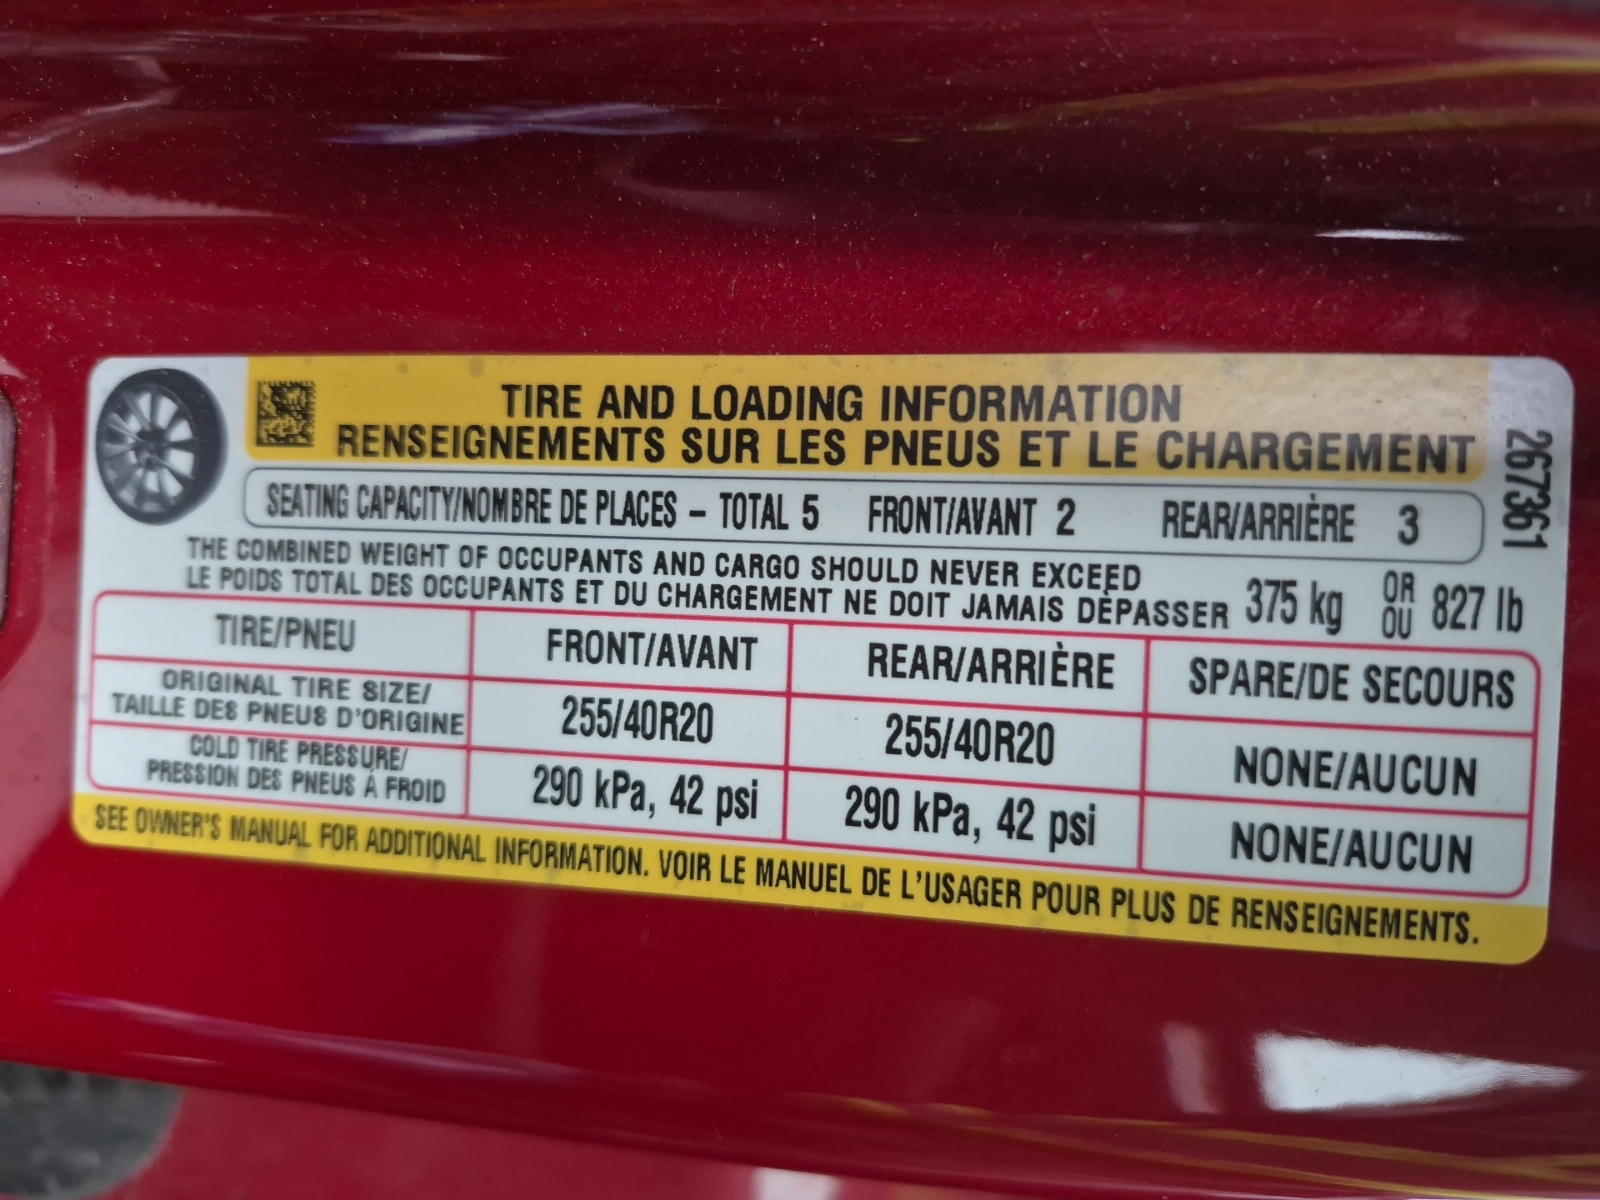 TIRE AND LOADING INFORMATION
RENSEIGNEMENTS SUR LES PNEUS ET LE CHARGEMENT
267361
SEATING CAPACITY/NOMBRE DE PLACES – TOTAL 5 FRONT/AVANT 2 REAR/ARRIÈRE 3
THE COMBINED WEIGHT OF OCCUPANTS AND CARGO SHOULD NEVER EXCEED
LE POIDS TOTAL DES OCCUPANTS ET DU CHARGEMENT NE DOIT JAMAIS DÉPASSER
375 kg OR 827 lb
OU
TIRE/PNEU FRONT/AVANT REAR/ARRIÈRE SPARE/DE SECOURS
ORIGINAL TIRE SIZE/
TAILLE DES PNEUS D'ORIGINE 255/40R20 255/40R20 NONE/AUCUN
COLD TIRE PRESSURE/
PRESSION DES PNEUS À FROID 290 kPa, 42 psi 290 kPa, 42 psi NONE/AUCUN
SEE OWNER'S MANUAL FOR ADDITIONAL INFORMATION. VOIR LE MANUEL DE L'USAGER POUR PLUS DE RENSEIGNEMENTS.